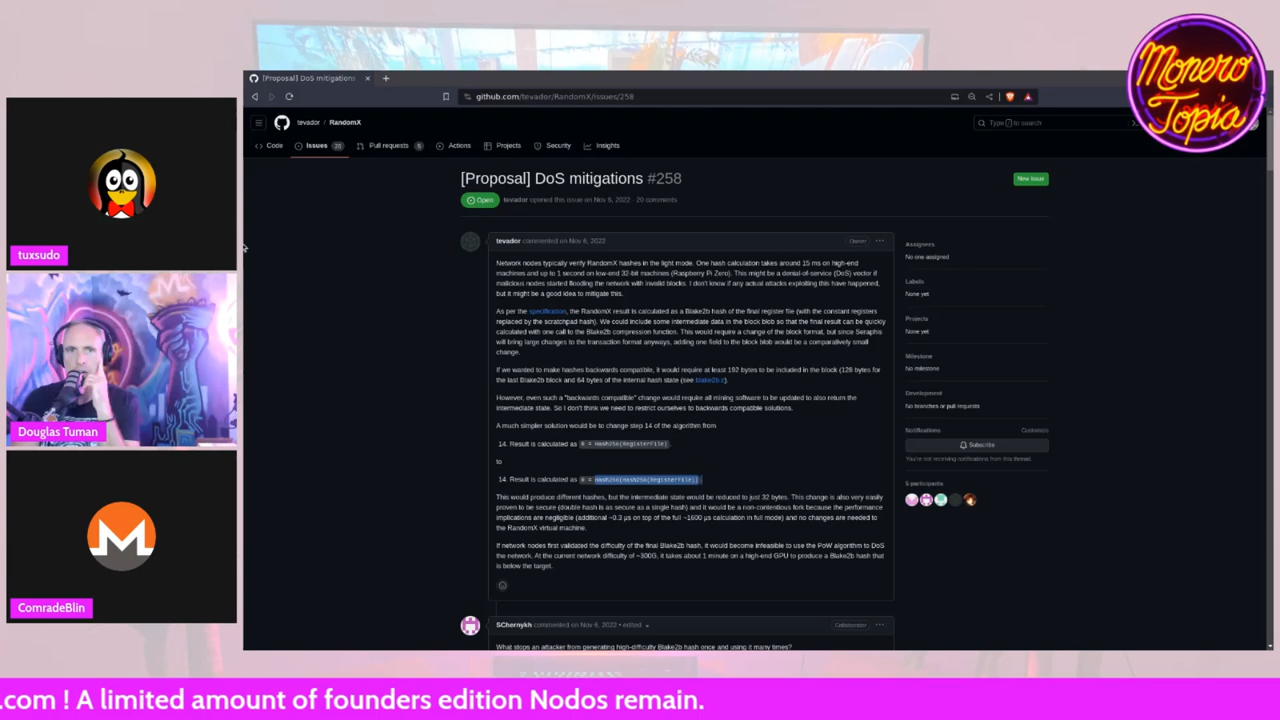 [Proposal] DoS mitigations
github.com/tevador/RandomX/issues/258
Monero
Topia
tevador / RandomX
Type / to search
Code
Issues
Pull requests
Actions
Projects
Security
Insights
[Proposal] DoS mitigations #258
New issue
Open
tevador opened this issue on Nov 6, 2022 · 20 comments
tevador commented on Nov 6, 2022
Owner
Network nodes typically verify RandomX hashes in the light mode. One hash calculation takes around 15 ms on high-end
machines and up to 1 second on low-end 32-bit machines (Raspberry Pi Zero). This might be a denial-of-service (DoS) vector if
malicious nodes started flooding the network with invalid blocks. I don't know if any actual attacks exploiting this have happened,
but it might be a good idea to mitigate this.
As per the specification, the RandomX result is calculated as a Blake2b hash of the final register file (with the constant registers
replaced by the scratchpad hash). We could include some intermediate data in the block blob so that the final result can be quickly
calculated with one call to the Blake2b compression function. This would require a change of the block format, but since Seraphis
will bring large changes to the transaction format anyways, adding one field to the block blob would be a comparatively small
change.
If we wanted to make hashes backwards compatible, it would require at least 192 bytes to be included in the block (128 bytes for
the last Blake2b block and 64 bytes of the internal hash state (see blake2b.c).
However, even such a "backwards compatible" change would require all mining software to be updated to also return the
intermediate state. So I don't think we need to restrict ourselves to backwards compatible solutions.
A much simpler solution would be to change step 14 of the algorithm from
14. Result is calculated as R = Hash256(RegisterFile)
to
14. Result is calculated as R = Hash256(Hash256(RegisterFile))
This would produce different hashes, but the intermediate state would be reduced to just 32 bytes. This change is also very easily
proven to be secure (double hash is as secure as a single hash) and it would be a non-contentious fork because the performance
implications are negligible (additional ~0.3 μs on top of the full ~1600 μs calculation in full mode) and no changes are needed to
the RandomX virtual machine.
If network nodes first validated the difficulty of the final Blake2b hash, it would become infeasible to use the PoW algorithm to DoS
the network. At the current network difficulty of ~300G, it takes about 1 minute on a high-end GPU to produce a Blake2b hash that
is below the target.
SChernykh commented on Nov 6, 2022 · edited
Collaborator
What stops an attacker from generating high-difficulty Blake2b hash once and using it many times?
Assignees
No one assigned
Labels
None yet
Projects
None yet
Milestone
No milestone
Development
No branches or pull requests
Notifications
Customize
Subscribe
You're not receiving notifications from this thread.
5 participants
tuxsudo
Douglas Tuman
ComradeBlin
.com ! A limited amount of founders edition Nodos remain.